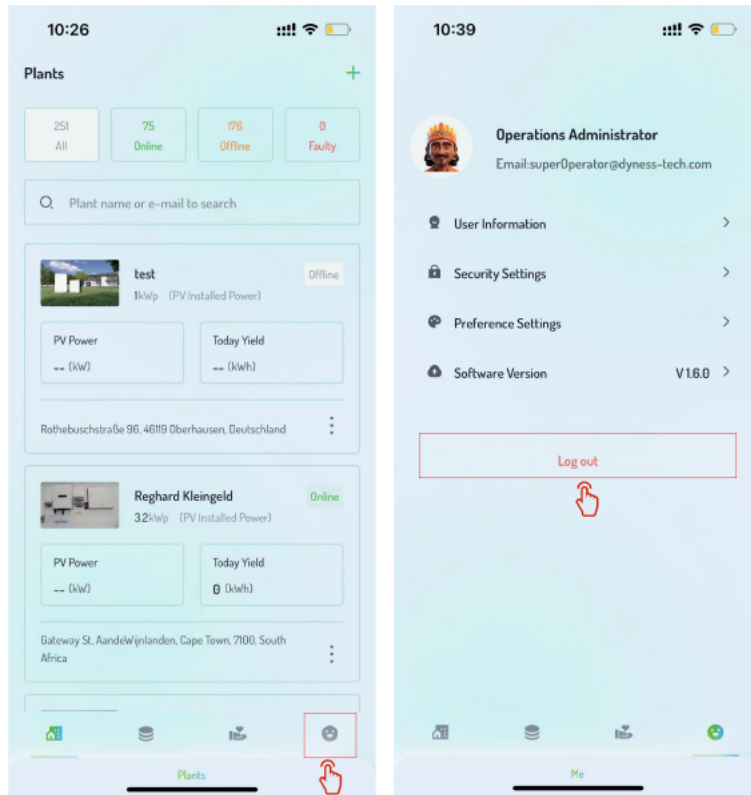 10:26
Plants
+
251
All
75
Online
176
Offline
0
Faulty
Plant name or e-mail to search
test
Offline
1kWp (PV Installed Power)
PV Power
-- (kW)
Today Yield
-- (kWh)
Rothebuschstraße 96, 46119 Oberhausen, Deutschland
Reghard Kleingeld
Online
3.2kWp (PV Installed Power)
PV Power
-- (kW)
Today Yield
0 (kWh)
Gateway St, AandeWijnlanden, Cape Town, 7100, South
Africa
Plants
10:39
Operations Administrator
Email:superOperator@dyness-tech.com
User Information
Security Settings
Preference Settings
Software Version
V 1.6.0
Log out
Me